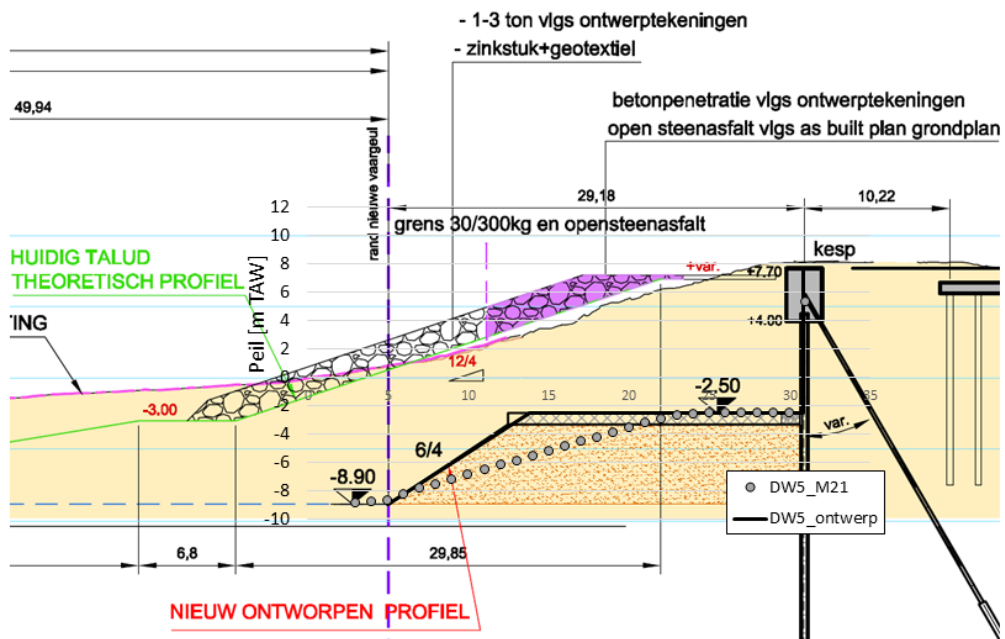 - 1-3 ton vlgs ontwerptekeningen
- zinkstuk+geotextiel
49,94
betonpenetratie vlgs ontwerptekeningen
open steenasfalt vlgs as built plan grondplan
rand nieuwe vaargeul
29,18
10,22
grens 30/300kg en opensteenasfalt
kesp
HUIDIG TALUD
THEORETISCH PROFIEL
TING
Peil [m TAW]
12
10
8
6
4
2
0
-2
-4
-6
-8
-10
+var.
+7.70
+4.00
12/4
-3.00
0
5
10
15
20
25
30
35
-2.50
var.
6/4
-8.90
DW5_M21
DW5_ontwerp
6,8
29,85
NIEUW ONTWORPEN PROFIEL